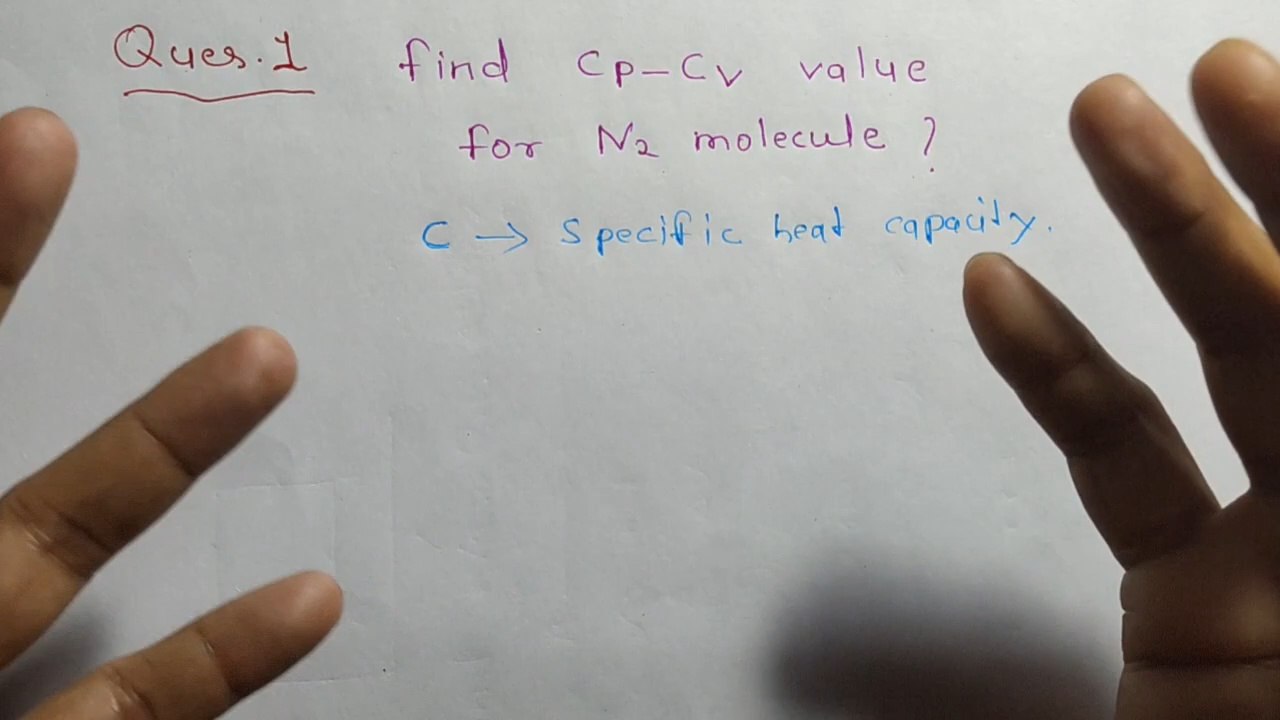 Ques.1 find Cp-Cv value
for N2 molecule ?
C → Specific heat capacity.